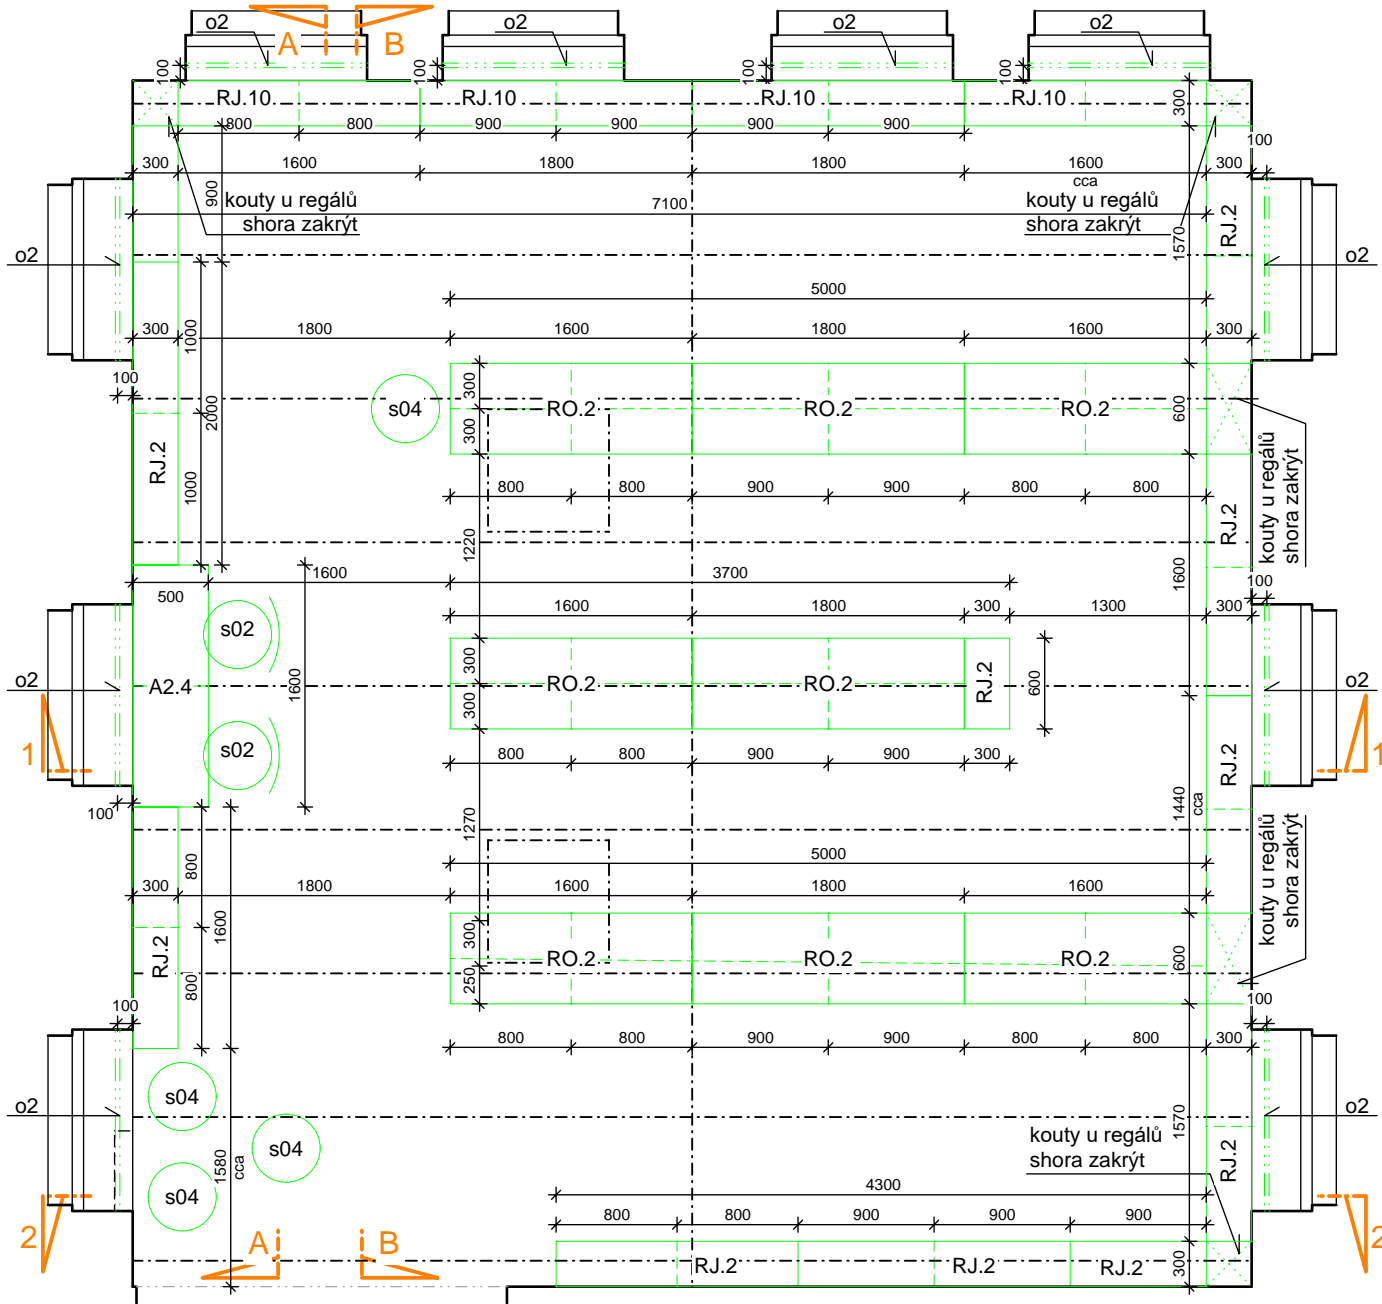 o2
A
B
o2
o2
o2
100
100
100
100
RJ.10
RJ.10
RJ.10
RJ.10
300
800
800
900
900
900
900
100
300
1600
1800
1800
1600
cca
300
900
kouty u regálů
shora zakrýt
7100
kouty u regálů
shora zakrýt
RJ.2
1570
o2
o2
5000
300
1800
1600
1800
1600
300
1000
2000
100
s04
300
300
RO.2
RO.2
RO.2
600
RJ.2
1000
kouty u regálů
shora zakrýt
800
800
900
900
800
800
RJ.2
1220
1600
3700
1600
100
500
1600
1800
300
1300
300
s02
300
300
RO.2
RO.2
RJ.2
600
A2.4
1600
o2
o2
1
s02
RJ.2
1
800
800
900
900
300
100
1270
1440
cca
kouty u regálů
shora zakrýt
800
5000
300
1800
1600
1800
1600
1600
300
250
RO.2
RO.2
RO.2
600
RJ.2
800
100
100
800
800
900
900
800
800
300
s04
o2
o2
1570
s04
kouty u regálů
shora zakrýt
1580
cca
s04
RJ.2
4300
2
A
B
800
800
900
900
900
2
RJ.2
RJ.2
RJ.2
300